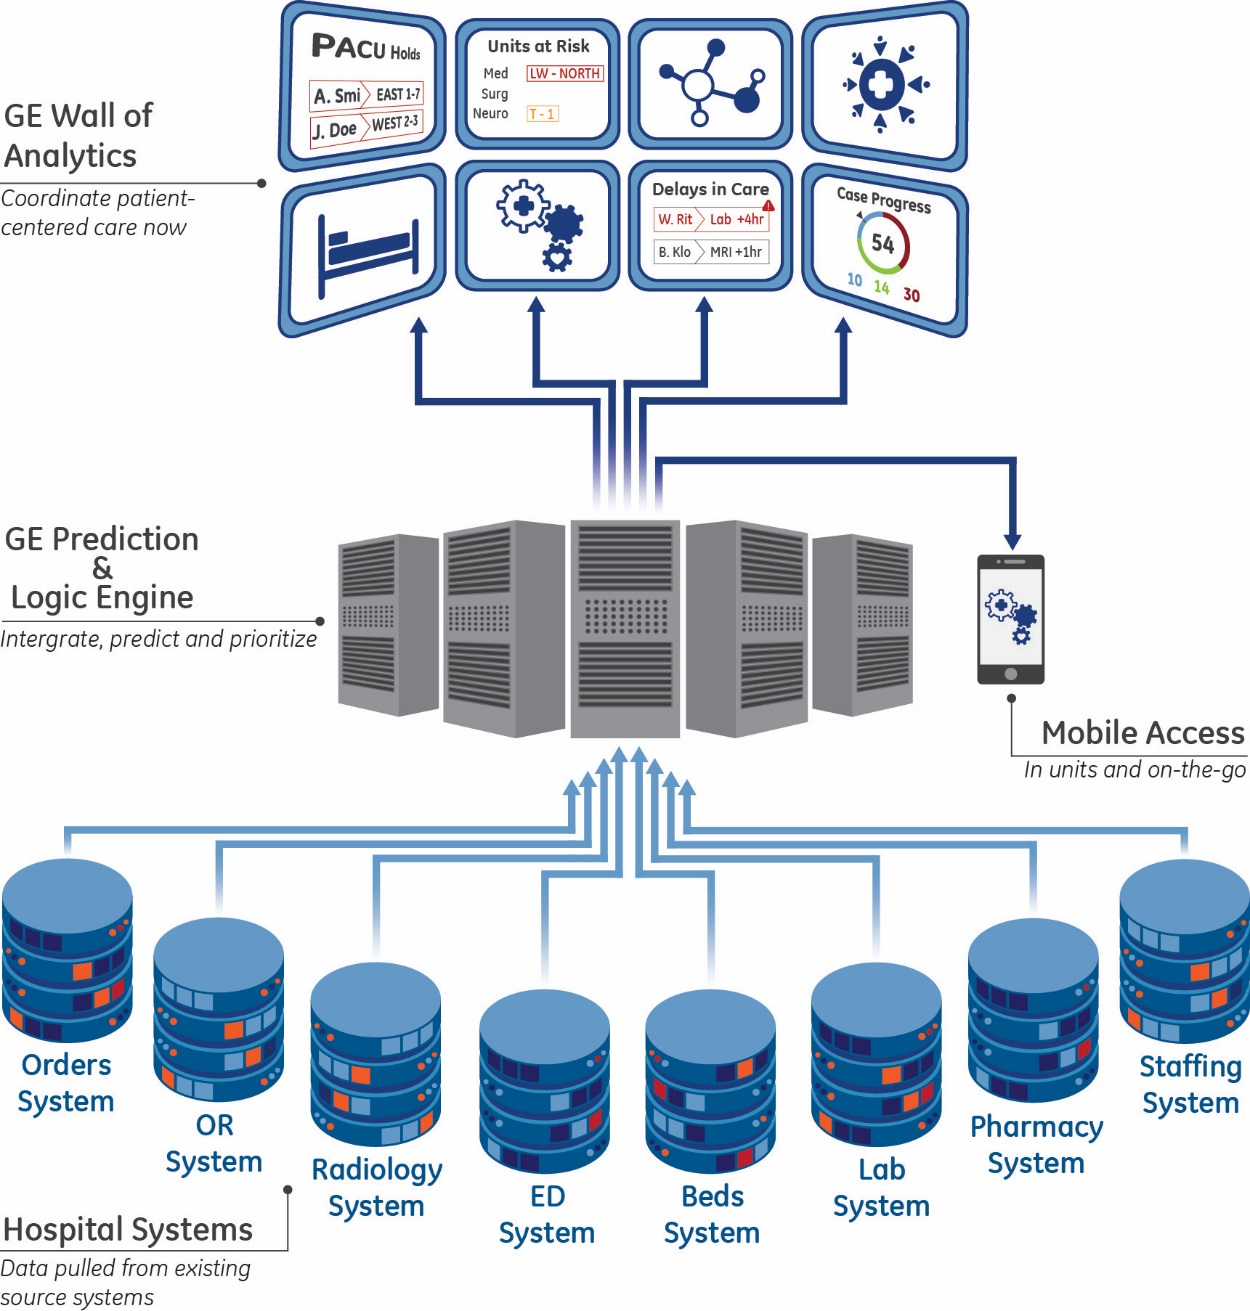 PACU Holds
A. Smi EAST 1-7
J. Doe WEST 2-3
Units at Risk
Med LW - NORTH
Surg
Neuro T - 1
GE Wall of
Analytics
Coordinate patient-
centered care now
Delays in Care
W. Rit Lab +4hr
B. Klo MRI +1hr
Case Progress
54
10 14 30
GE Prediction
&
Logic Engine
Intergrate, predict and prioritize
Mobile Access
In units and on-the-go
Orders
System
OR
System
Radiology
System
ED
System
Beds
System
Lab
System
Pharmacy
System
Staffing
System
Hospital Systems
Data pulled from existing
source systems